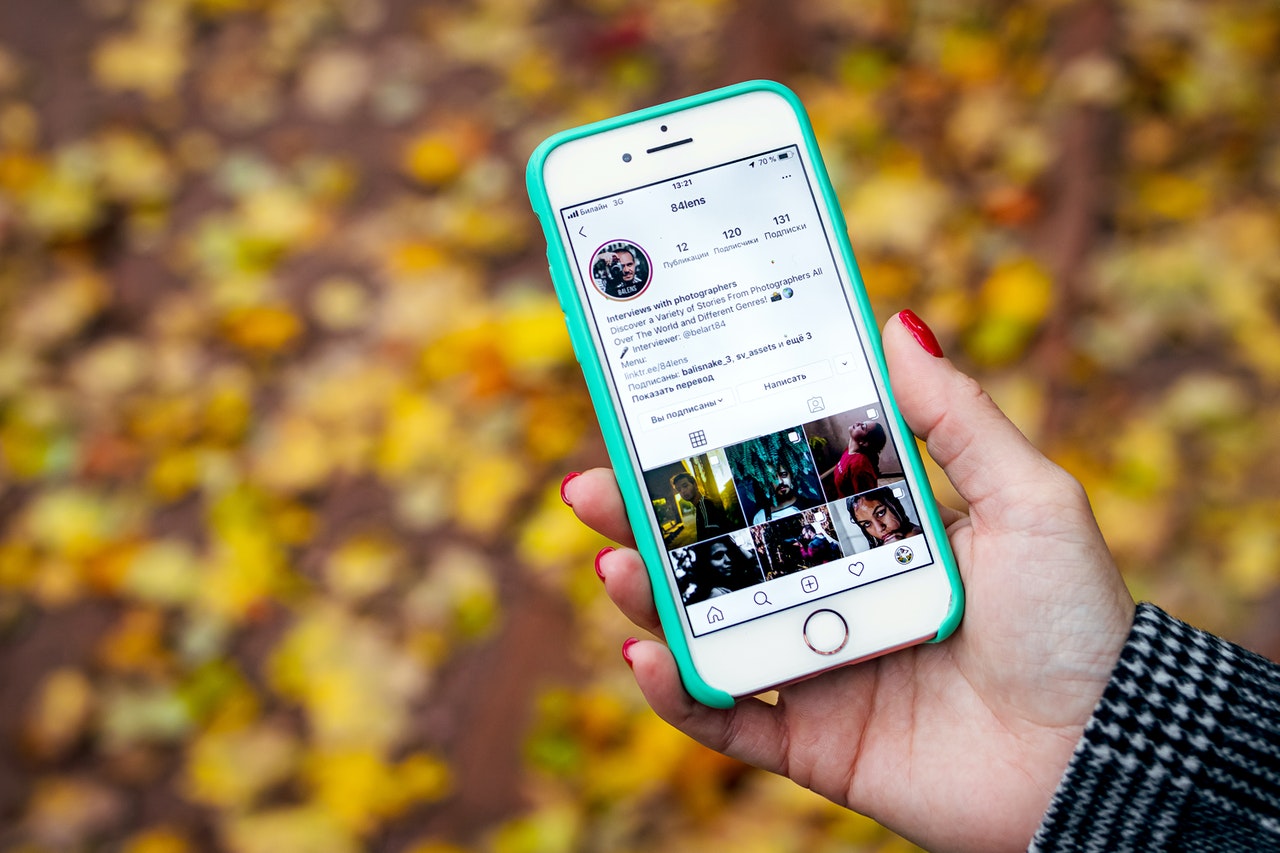 Билайн 3G 13:21 70 %
84lens
12 120 131
Публикации Подписчики Подписки
84LENS
Interviews with photographers
Discover a Variety of Stories From Photographers All
Over The World and Different Genres! 📸🌍
🎤 Interviewer: @belart84
Menu:
linktr.ee/84lens
Подписаны: balisnake_3, sv_assets и ещё 3
Показать перевод
Вы подписаны Написать